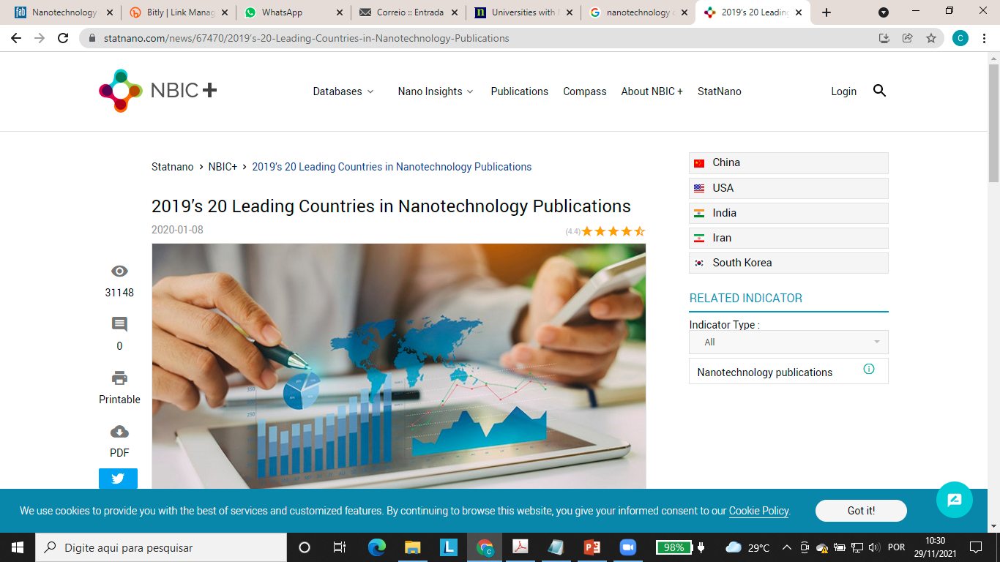 Nanotechnology
Bitly | Link Manag
WhatsApp
Correio :: Entrada
Universities with
nanotechnology
2019's 20 Leading
statnano.com/news/67470/2019's-20-Leading-Countries-in-Nanotechnology-Publications
C
NBIC+
Databases
Nano Insights
Publications
Compass
About NBIC +
StatNano
Login
Statnano > NBIC+ > 2019's 20 Leading Countries in Nanotechnology Publications
2019's 20 Leading Countries in Nanotechnology Publications
2020-01-08
(4.4)
31148
0
Printable
PDF
China
USA
India
Iran
South Korea
RELATED INDICATOR
Indicator Type :
All
Nanotechnology publications
We use cookies to provide you with the best of services and customized features. By continuing to browse this website, you give your informed consent to our Cookie Policy.
Got it!
Digite aqui para pesquisar
98%
29°C
POR
10:30
29/11/2021